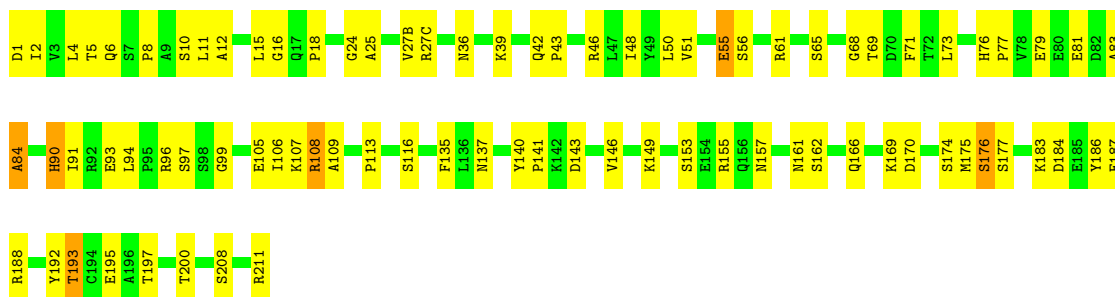 D1 I2 V3 L4 T5 Q6 S7 P8 A9 S10 L11 A12 L15 G16 Q17 P18 G24 A25 V27B R27C N36 K39 Q42 P43 R46 L47 I48 Y49 L50 V51 E55 S56 R61 S65 G68 T69 D70 F71 T72 L73 H76 P77 V78 E79 E80 E81 D82
A84 H90 I91 R92 E93 L94 P95 R96 S97 S98 G99 E105 I106 K107 R108 A109 P113 S116 F135 L136 N137 Y140 P141 K142 D143 V146 K149 S153 E154 R155 Q156 N157 N161 S162 Q166 K169 D170 S174 M175 S176 S177 K183 D184 E185 Y186
R188 Y192 T193 C194 E195 A196 T197 T200 S208 R211